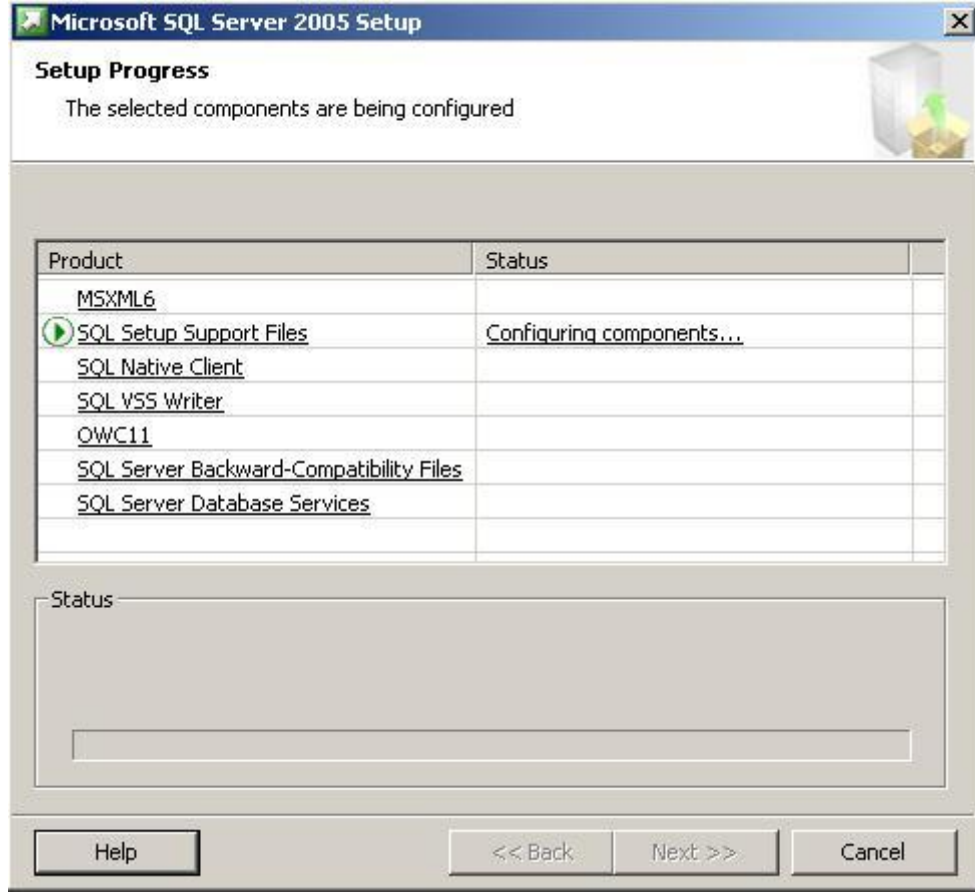 Microsoft SQL Server 2005 Setup
Setup Progress
The selected components are being configured
Product Status
MSXML6
SQL Setup Support Files Configuring components...
SQL Native Client
SQL VSS Writer
OWC11
SQL Server Backward-Compatibility Files
SQL Server Database Services
Status
Help << Back Next >> Cancel